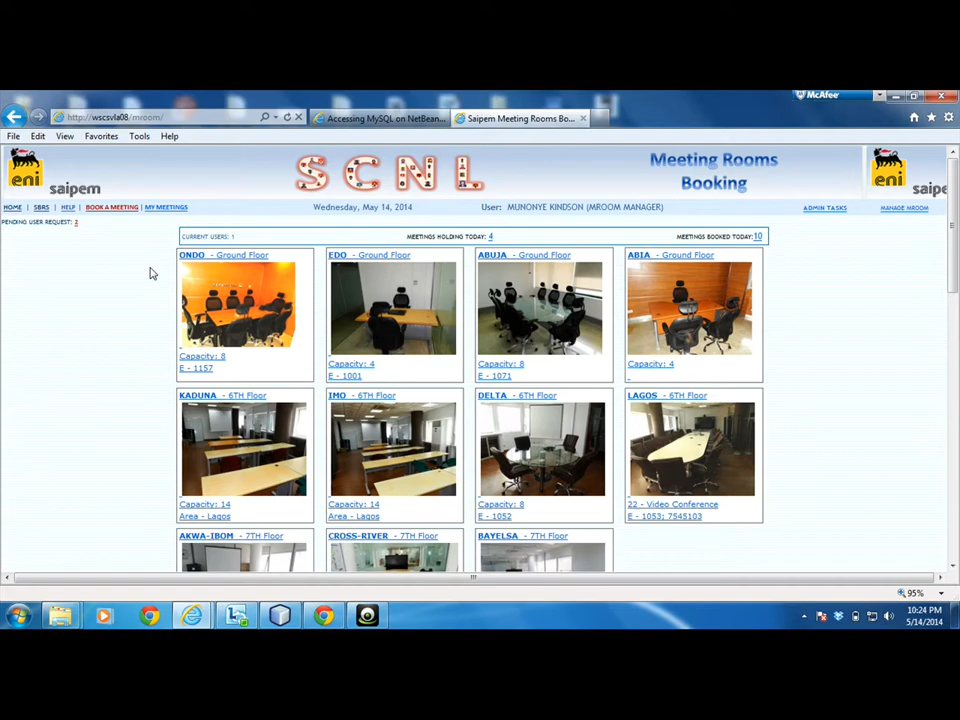 McAfee
http://wscsvla08/mroom/
Accessing MySQL on NetBean...
Saipem Meeting Rooms Bo...
File Edit View Favorites Tools Help
eni saipem
SCNL
Meeting Rooms
Booking
eni saipe
HOME | SBRS | HELP | BOOK A MEETING | MY MEETINGS
Wednesday, May 14, 2014
User: MUNONYE KINDSON (MROOM MANAGER)
ADMIN TASKS
MANAGE MROOM
PENDING USER REQUEST: 2
CURRENT USERS: 1
MEETINGS HOLDING TODAY: 4
MEETINGS BOOKED TODAY:10
ONDO - Ground Floor
Capacity: 8
E - 1157
EDO - Ground Floor
Capacity: 4
E - 1001
ABUJA - Ground Floor
Capacity: 8
E - 1071
ABIA - Ground Floor
Capacity: 4
KADUNA - 6TH Floor
Capacity: 14
Area - Lagos
IMO - 6TH Floor
Capacity: 14
Area - Lagos
DELTA - 6TH Floor
Capacity: 8
E - 1052
LAGOS - 6TH Floor
22 - Video Conference
E - 1053; 7545103
AKWA-IBOM - 7TH Floor
CROSS-RIVER - 7TH Floor
BAYELSA - 7TH Floor
95%
10:24 PM
5/14/2014